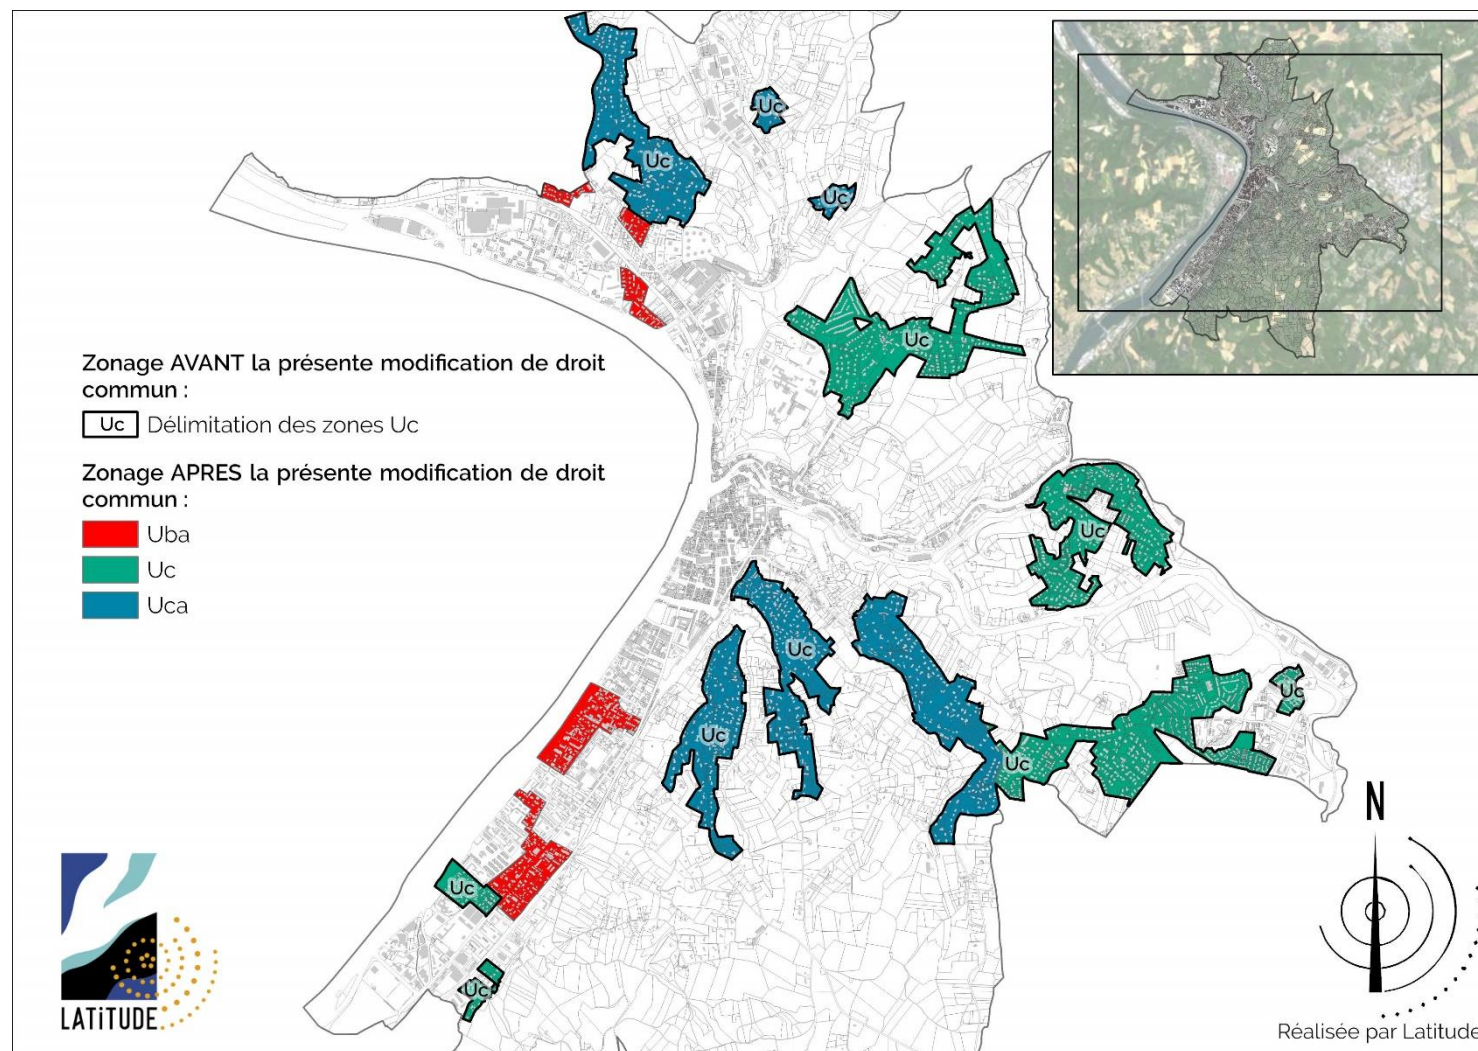 Uc
Uc
Uc
Uc
Zonage AVANT la présente modification de droit
commun :
Uc Délimitation des zones Uc
Zonage APRES la présente modification de droit
commun :
Uba
Uc
Uca
Uc
Uc
Uc
Uc
Uc
Uc
Uc
N
LATiTUDE
Réalisée par Latitude